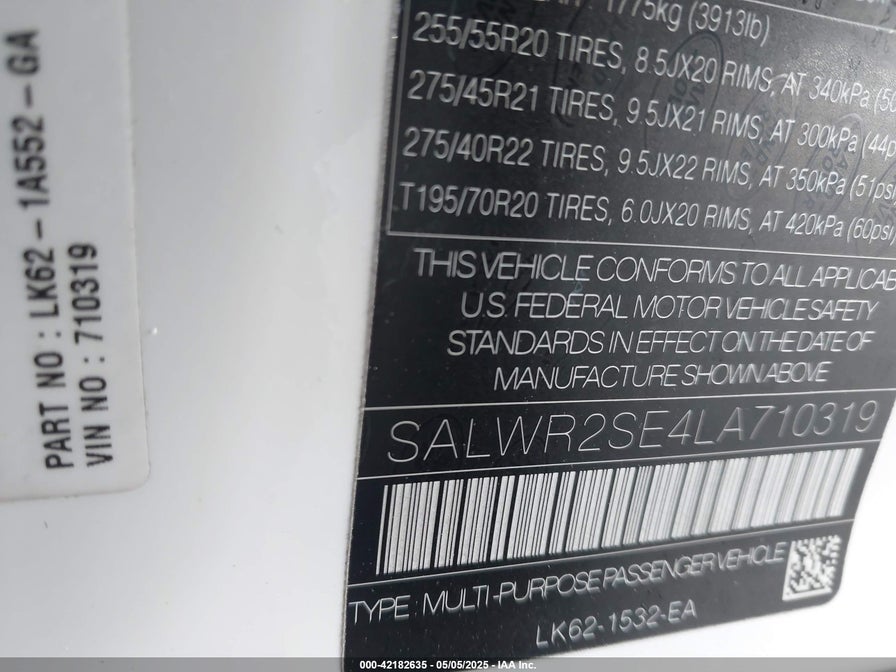 PART NO : LK62-1A552-GA
VIN NO : 710319
1775kg (3913lb)
255/55R20 TIRES, 8.5JX20 RIMS, AT 340kPa
275/45R21 TIRES, 9.5JX21 RIMS, AT 300kPa (44p
275/40R22 TIRES, 9.5JX22 RIMS, AT 350kPa (51ps
T195/70R20 TIRES, 6.0JX20 RIMS, AT 420kPa (60psi)
THIS VEHICLE CONFORMS TO ALL APPLICAB
U.S. FEDERAL MOTOR VEHICLE SAFETY
STANDARDS IN EFFECT ON THE DATE OF
MANUFACTURE SHOWN ABOVE
SALWR2SE4LA710319
TYPE : MULTI-PURPOSE PASSENGER VEHICLE
LK62-1532-EA
000-42182635 - 05/05/2025 - IAA Inc.